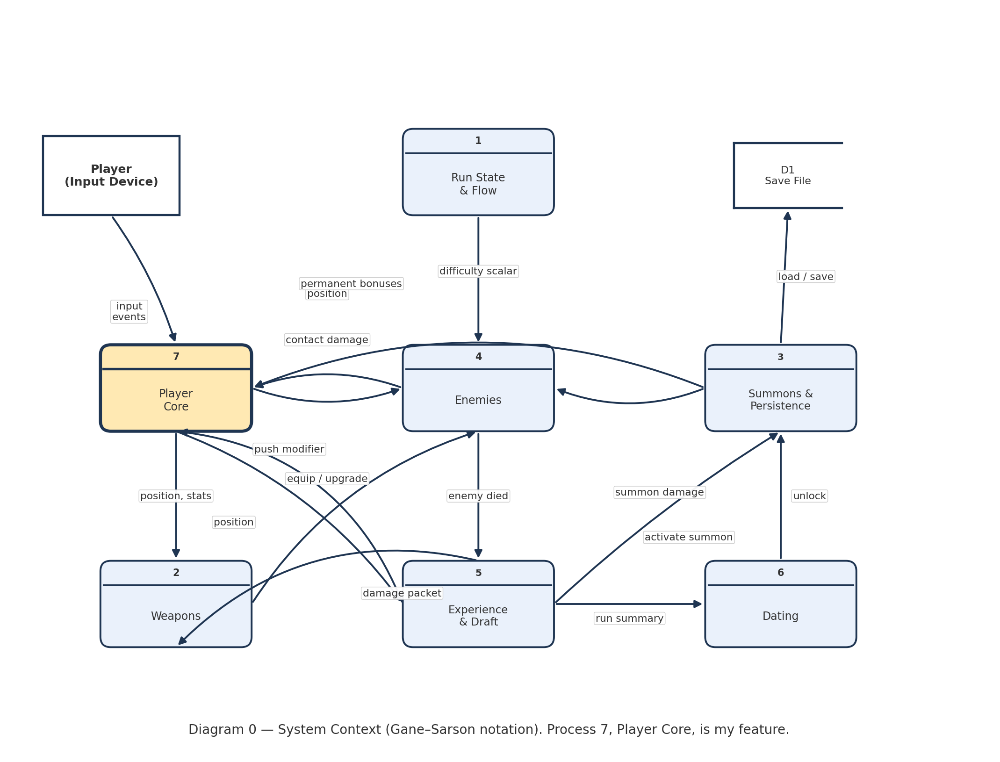 Player
(Input Device)
1
Run State
& Flow
D1
Save File
difficulty scalar
load / save
permanent bonuses
position
input
events
contact damage
7
Player
Core
4
Enemies
3
Summons &
Persistence
push modifier
equip / upgrade
position, stats
enemy died
summon damage
unlock
position
activate summon
2
Weapons
damage packet
5
Experience
& Draft
run summary
6
Dating
Diagram 0 — System Context (Gane–Sarson notation). Process 7, Player Core, is my feature.